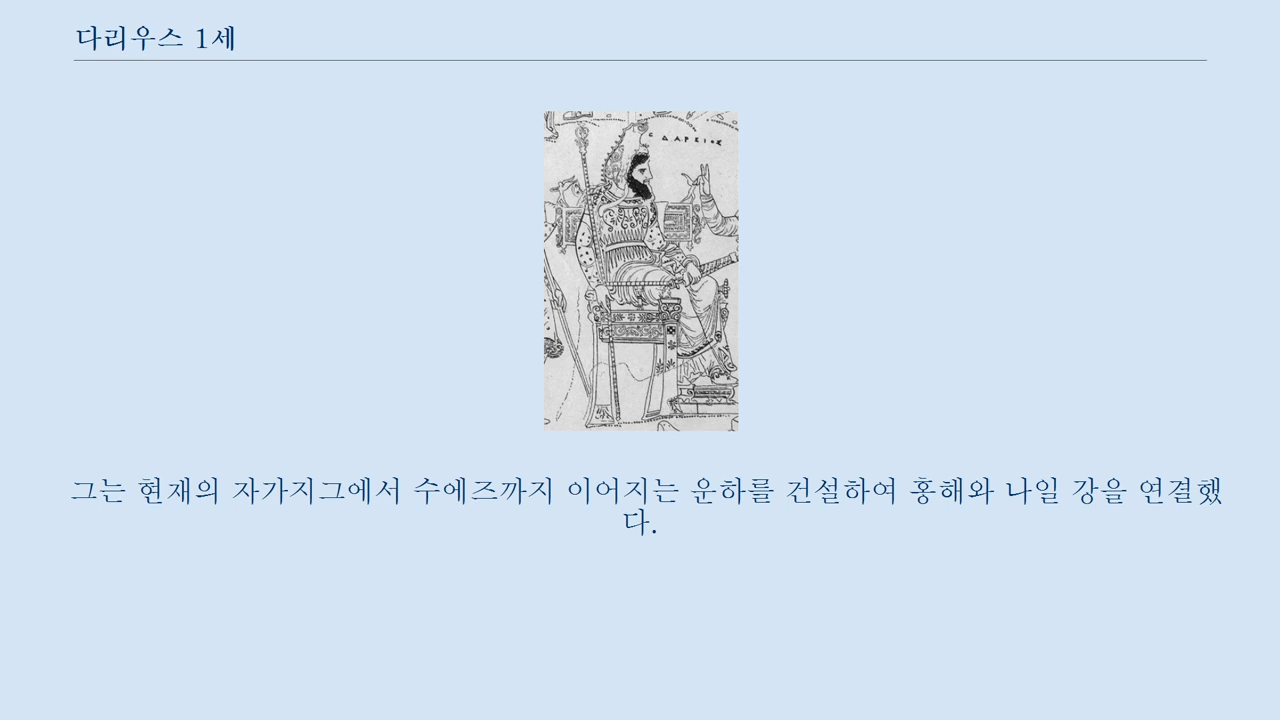 다리우스 1세
ΔΑΡΕΙΟΣ
그는 현재의 자가지그에서 수에즈까지 이어지는 운하를 건설하여 홍해와 나일 강을 연결했
다.